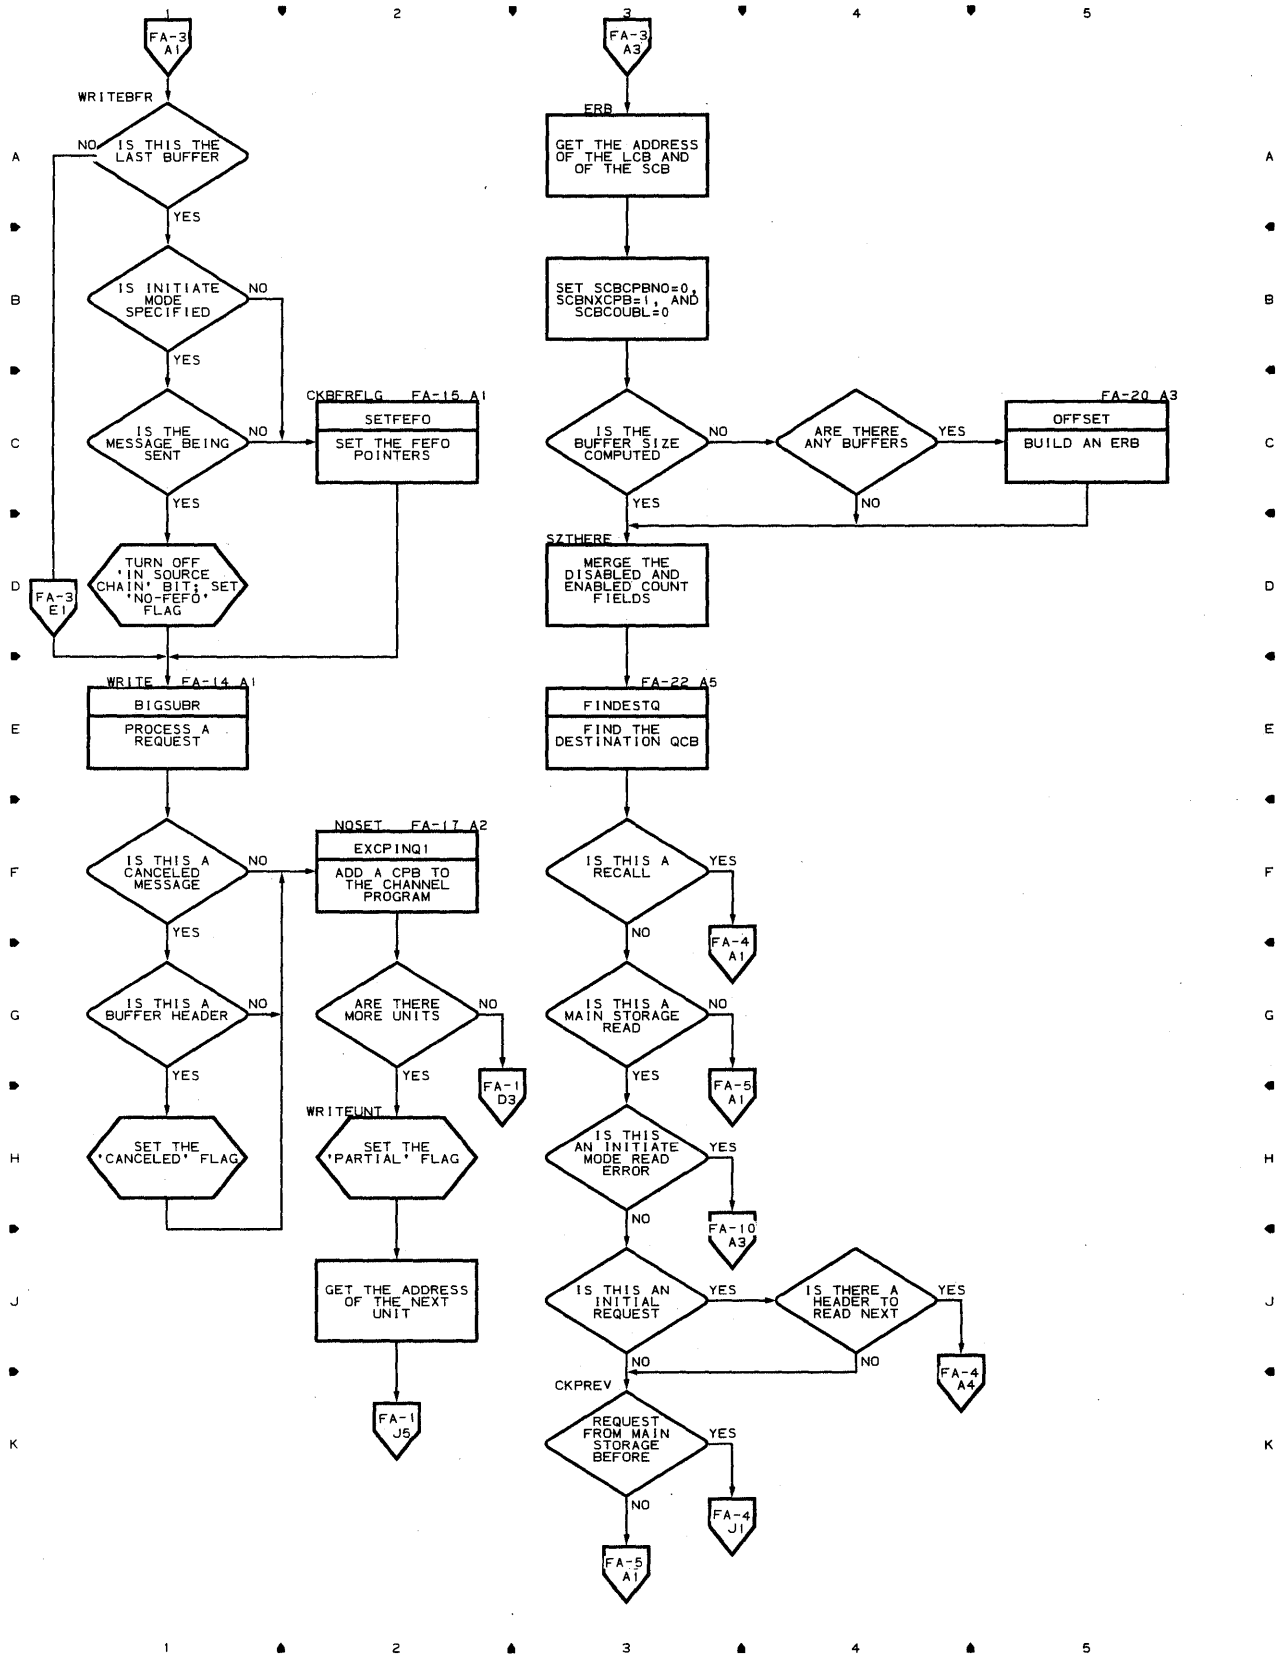 1 2 3 4 5
FA-3
A1
WRITEBFR
A
NO
IS THIS THE
LAST BUFFER
YES
B
IS INITIATE
MODE
SPECIFIED
NO
YES
C
IS THE
MESSAGE BEING
SENT
NO
YES
CKBFRFLG FA-15 A1
SETFEFO
SET THE FEFO
POINTERS
D
TURN OFF
'IN SOURCE
CHAIN' BIT; SET
'NO-FEFO'
FLAG
FA-3
E1
WRITE FA-14 A1
E
BIGSUBR
PROCESS A
REQUEST
F
IS THIS A
CANCELED
MESSAGE
NO
YES
NOSET FA-17 A2
EXCPINQ1
ADD A CPB TO
THE CHANNEL
PROGRAM
G
IS THIS A
BUFFER HEADER
NO
YES
ARE THERE
MORE UNITS
NO
YES
FA-1
D3
H
SET THE
'CANCELED' FLAG
WRITEUNT
SET THE
'PARTIAL' FLAG
J
GET THE ADDRESS
OF THE NEXT
UNIT
K
FA-1
J5
FA-3
A3
ERB
GET THE ADDRESS
OF THE LCB AND
OF THE SCB
A
SET SCBCPBNO=0,
SCBNXCPB=1, AND
SCBCOUBL=0
B
IS THE
BUFFER SIZE
COMPUTED
NO
YES
ARE THERE
ANY BUFFERS
YES
NO
FA-20 A3
OFFSET
BUILD AN ERB
C
SZTHERE
MERGE THE
DISABLED AND
ENABLED COUNT
FIELDS
D
FA-22 A5
FINDESTQ
FIND THE
DESTINATION QCB
E
IS THIS A
RECALL
YES
NO
FA-4
A1
F
IS THIS A
MAIN STORAGE
READ
NO
YES
FA-5
A1
G
IS THIS
AN INITIATE
MODE READ
ERROR
YES
NO
FA-10
A3
H
IS THIS AN
INITIAL
REQUEST
YES
NO
IS THERE A
HEADER TO
READ NEXT
YES
NO
FA-4
A4
J
CKPREV
REQUEST
FROM MAIN
STORAGE
BEFORE
YES
NO
FA-4
J1
K
FA-5
A1
1 2 3 4 5